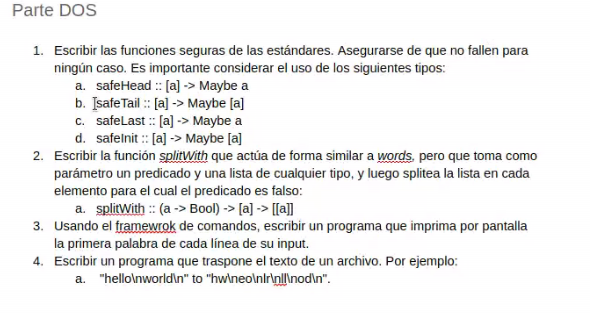 Parte DOS
1. Escribir las funciones seguras de las estándares. Asegurarse de que no fallen para
ningún caso. Es importante considerar el uso de los siguientes tipos:
a. safeHead :: [a] -> Maybe a
b. safeTail :: [a] -> Maybe [a]
c. safeLast :: [a] -> Maybe a
d. safeInit :: [a] -> Maybe [a]
2. Escribir la función splitWith que actúa de forma similar a words, pero que toma como
parámetro un predicado y una lista de cualquier tipo, y luego splitea la lista en cada
elemento para el cual el predicado es falso:
a. splitWith :: (a -> Bool) -> [a] -> [[a]]
3. Usando el framewrok de comandos, escribir un programa que imprima por pantalla
la primera palabra de cada línea de su input.
4. Escribir un programa que traspone el texto de un archivo. Por ejemplo:
a. "hello\nworld\n" to "hw\neo\nlr\nll\nod\n".